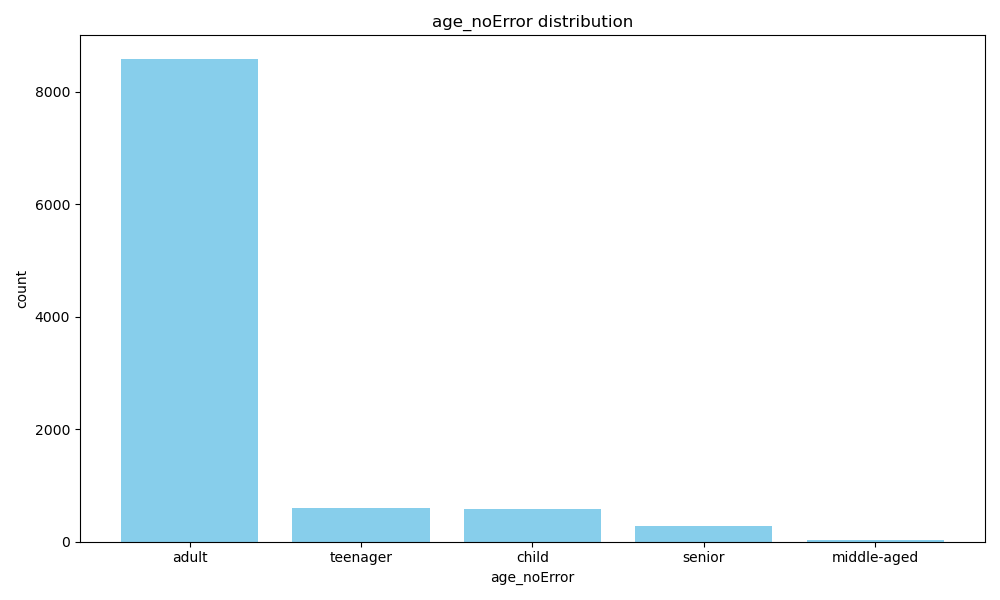 age_noError distribution
count
8000
6000
4000
2000
0
adult teenager child senior middle-aged
age_noError